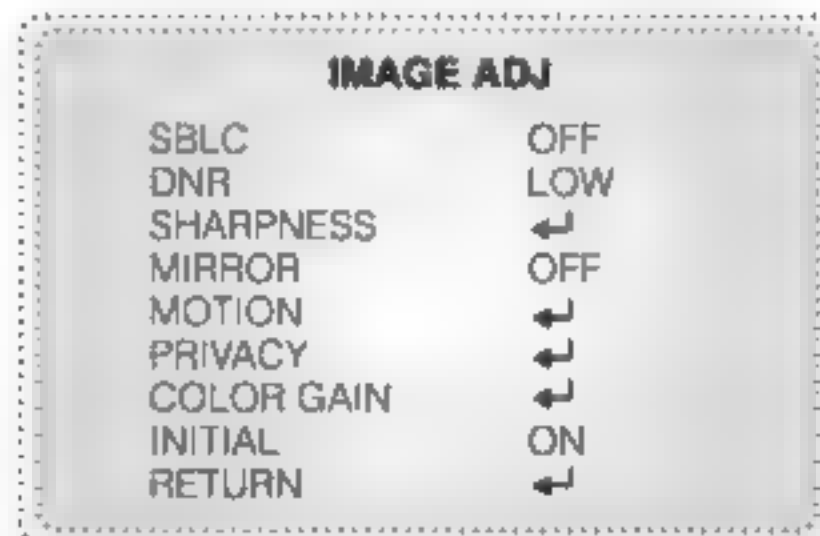 IMAGE ADJ
SBLC OFF
DNR LOW
SHARPNESS ↵
MIRROR OFF
MOTION ↵
PRIVACY ↵
COLOR GAIN ↵
INITIAL ON
RETURN ↵